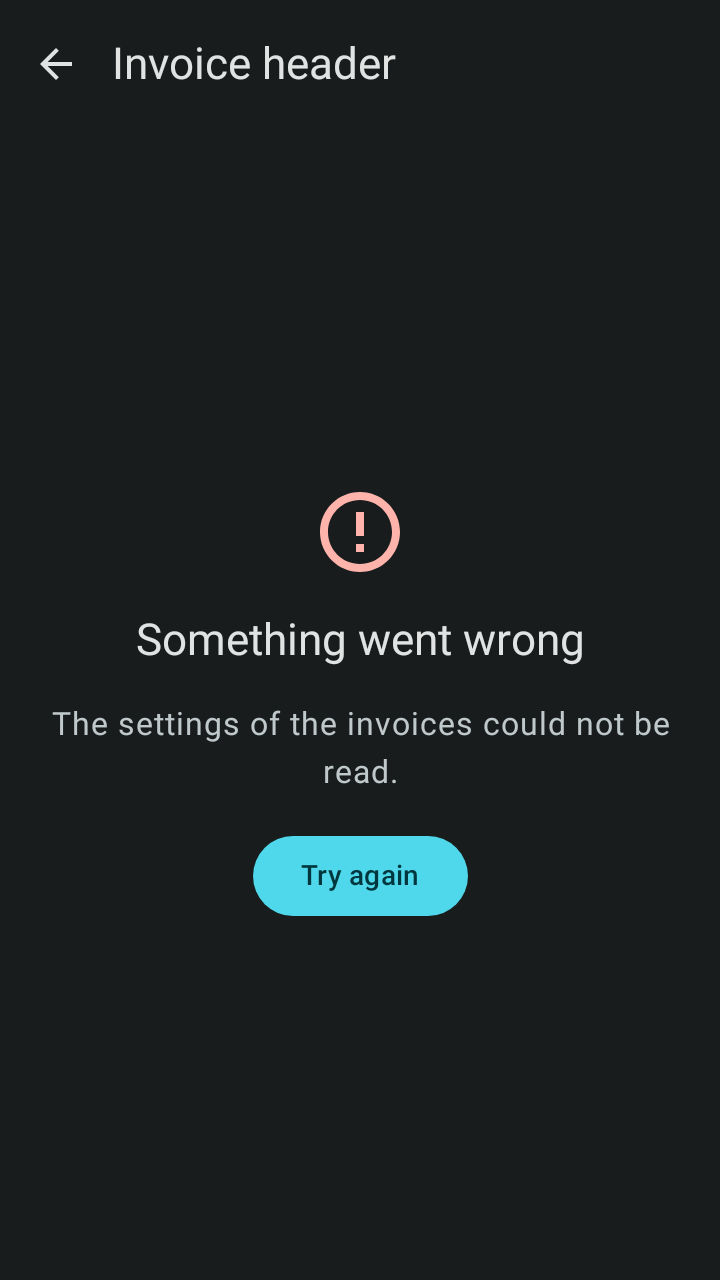 Invoice header
Something went wrong
The settings of the invoices could not be
read.
Try again